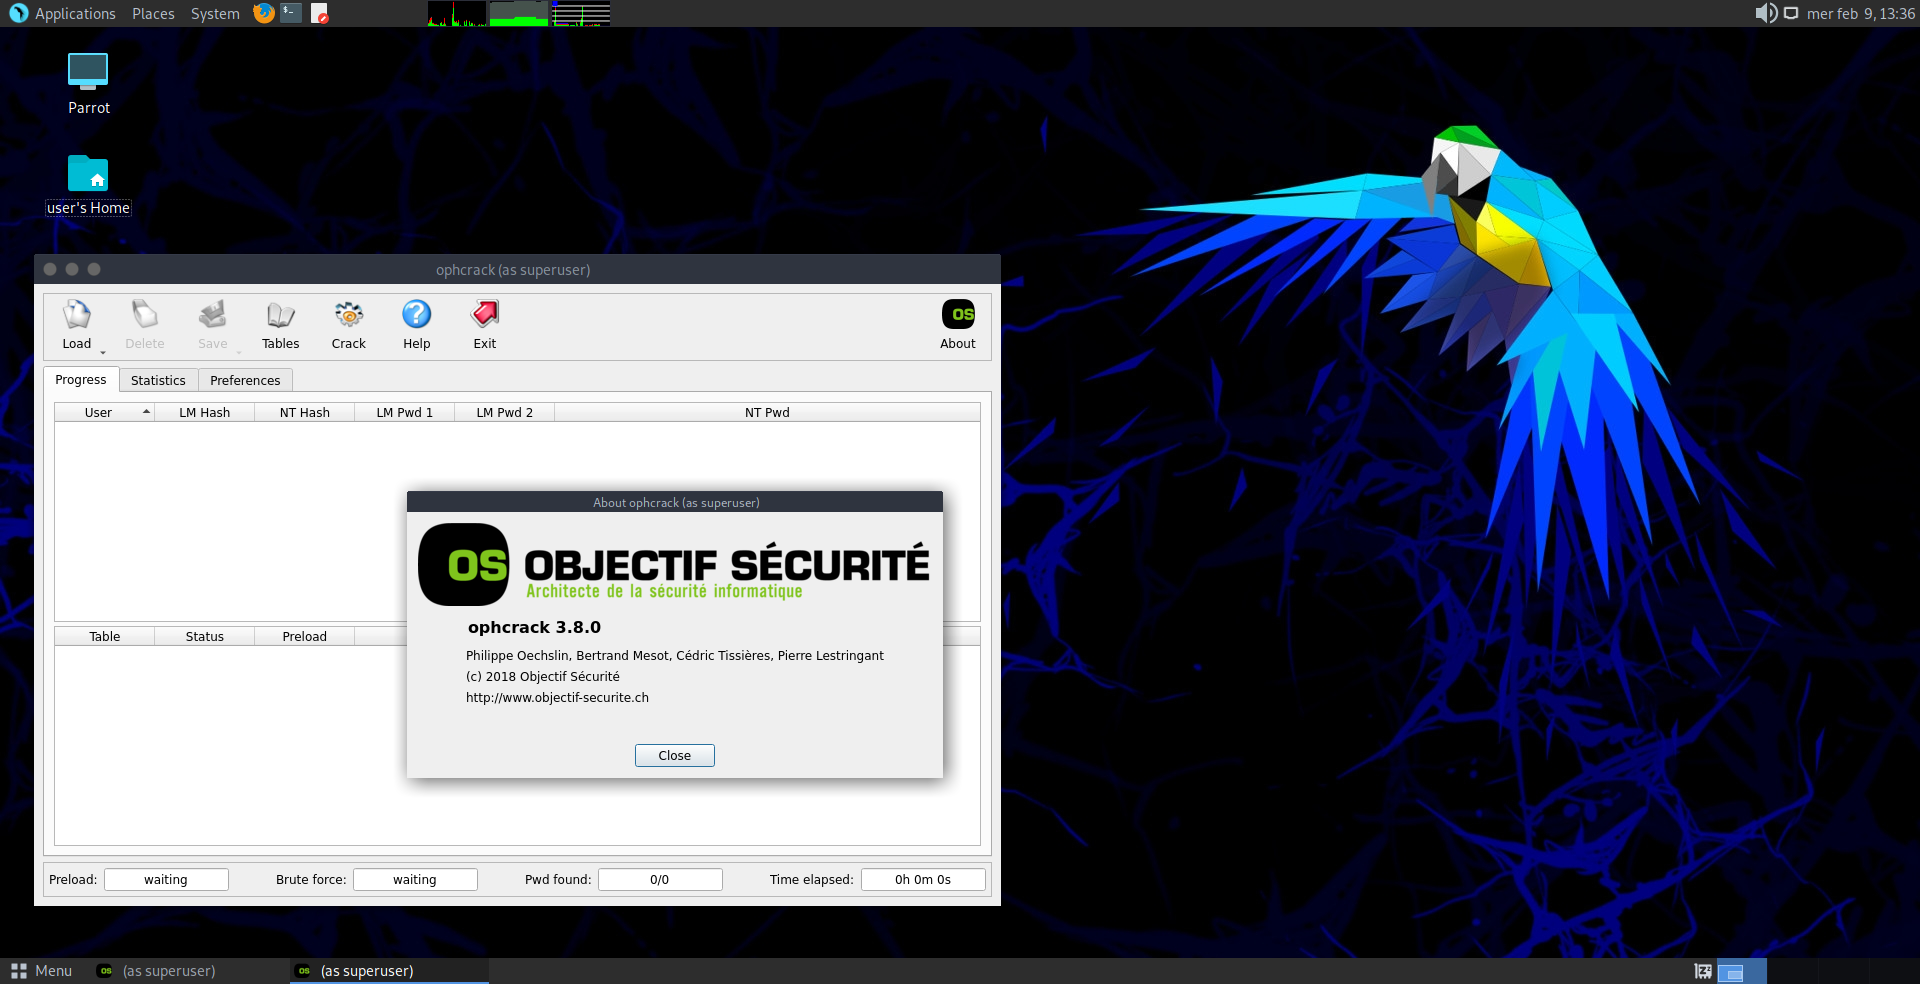 Applications Places System
mer feb 9, 13:36
Parrot
user's Home
ophcrack (as superuser)
Load Delete Save Tables Crack Help Exit
OS
About
Progress Statistics Preferences
User LM Hash NT Hash LM Pwd 1 LM Pwd 2 NT Pwd
About ophcrack (as superuser)
OS OBJECTIF SÉCURITÉ
Architecte de la sécurité informatique
ophcrack 3.8.0
Philippe Oechslin, Bertrand Mesot, Cédric Tissières, Pierre Lestringant
(c) 2018 Objectif Sécurité
http://www.objectif-securite.ch
Close
Table Status Preload
Preload: waiting Brute force: waiting Pwd found: 0/0 Time elapsed: 0h 0m 0s
Menu OS (as superuser) OS (as superuser)